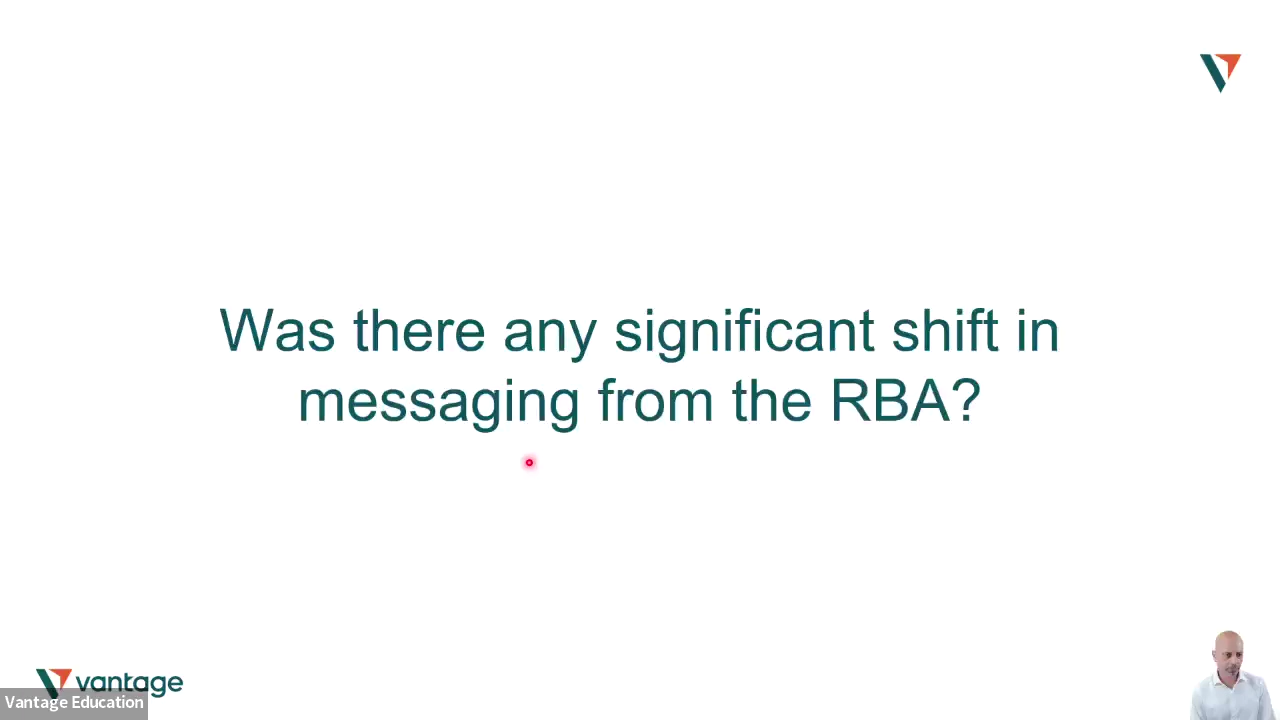 Was there any significant shift in
messaging from the RBA?
vantage
Vantage Education